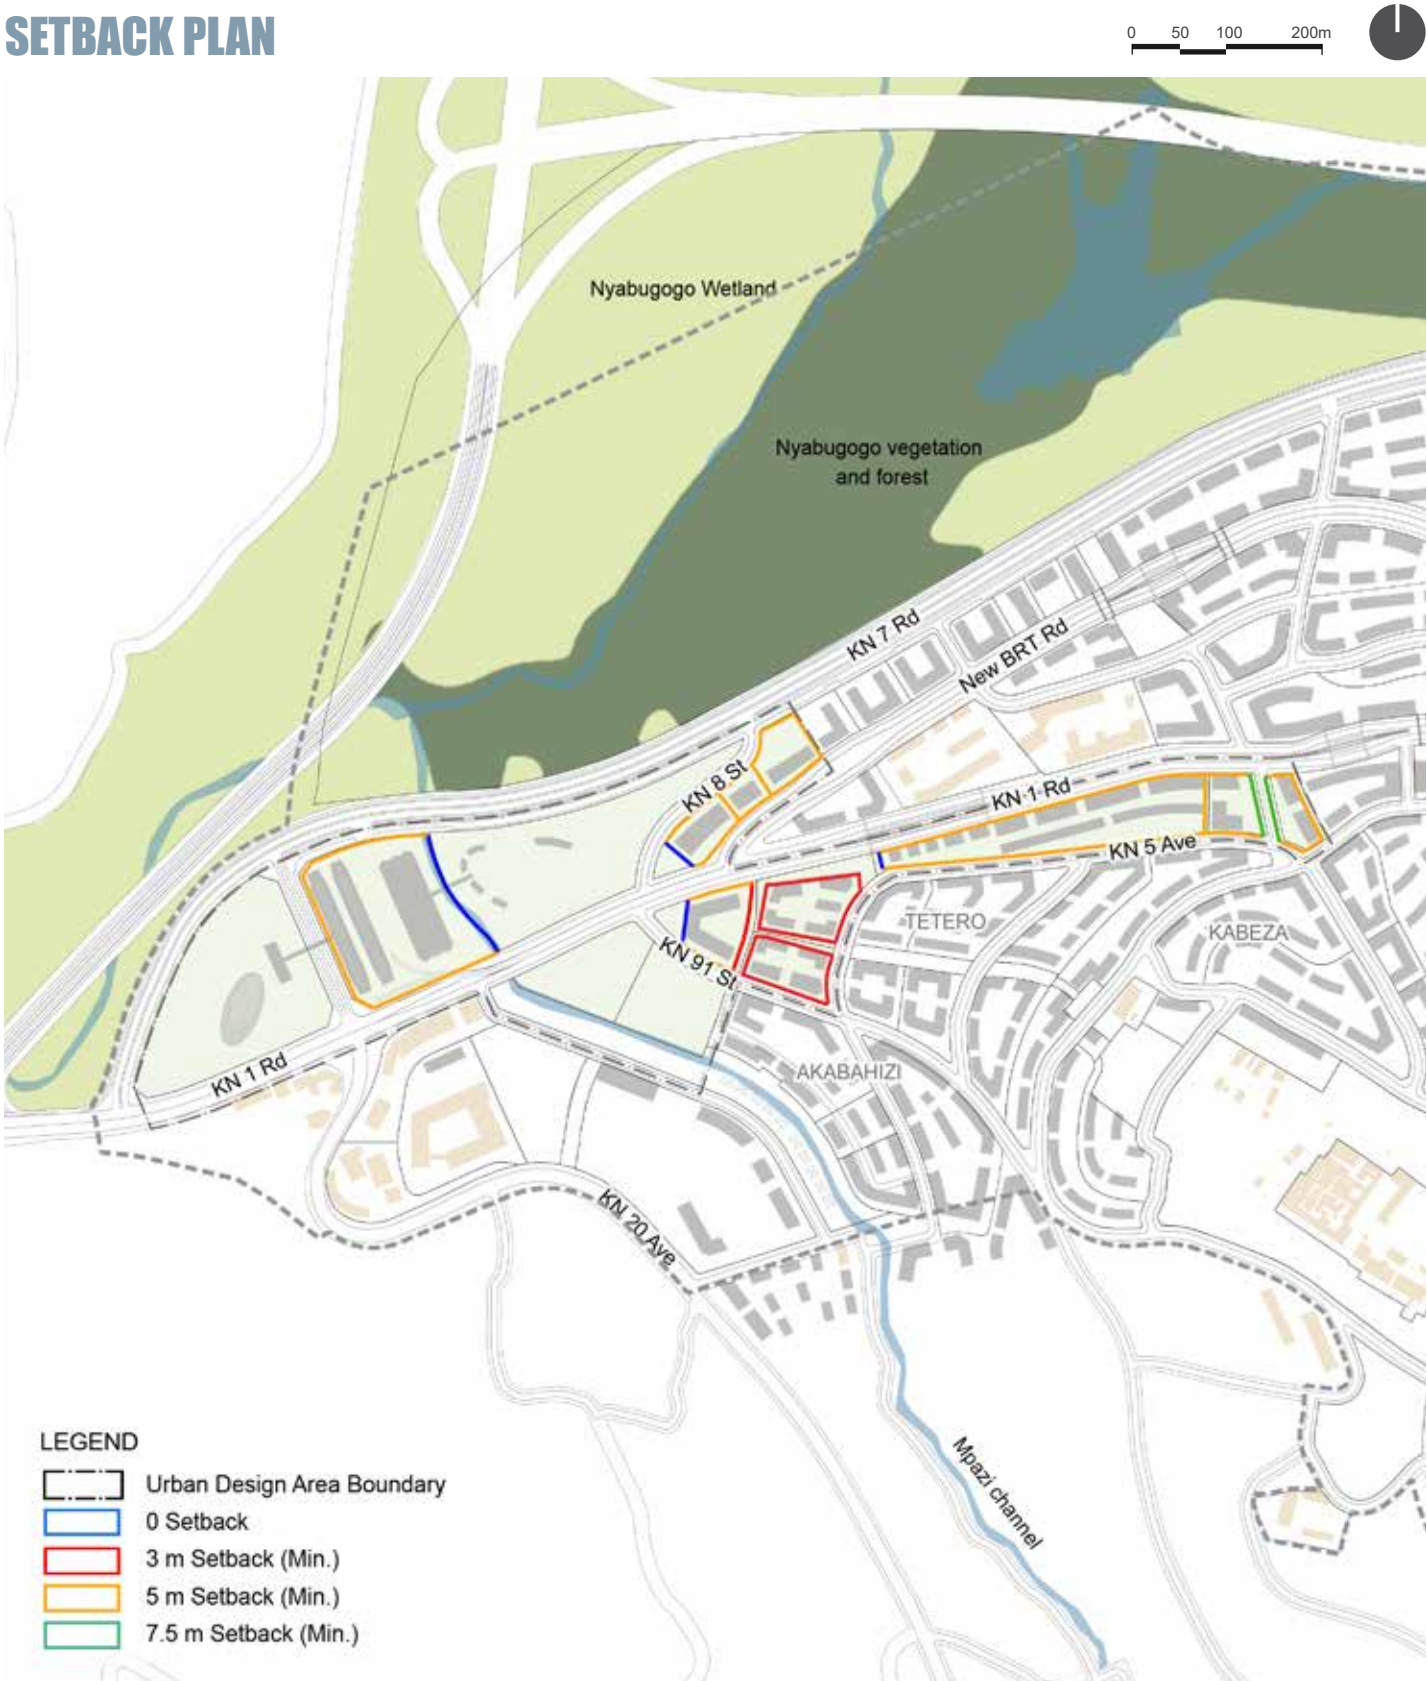 SETBACK PLAN
0 50 100 200m
Nyabugogo Wetland
Nyabugogo vegetation
and forest
KN 7 Rd
New BRT Rd
KN 8 St
KN 1 Rd
KN 5 Ave
TETERO
KABEZA
KN 91 St
AKABAHIZI
KN 1 Rd
KN 20 Ave
Mpazi channel
LEGEND
Urban Design Area Boundary
0 Setback
3 m Setback (Min.)
5 m Setback (Min.)
7.5 m Setback (Min.)